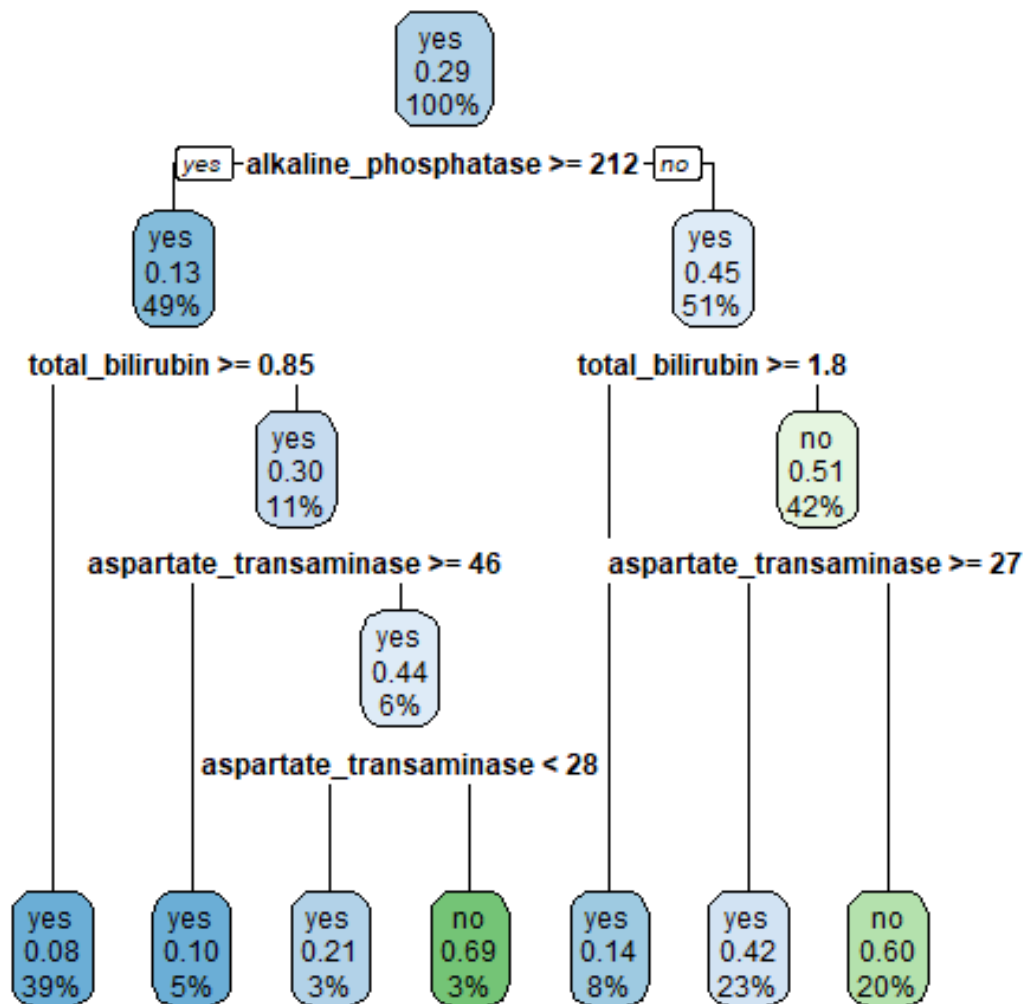 yes
0.29
100%
yes alkaline_phosphatase >= 212 no
yes
0.13
49%
yes
0.45
51%
total_bilirubin >= 0.85
total_bilirubin >= 1.8
yes
0.30
11%
no
0.51
42%
aspartate_transaminase >= 46
aspartate_transaminase >= 27
yes
0.44
6%
aspartate_transaminase < 28
yes
0.08
39%
yes
0.10
5%
yes
0.21
3%
no
0.69
3%
yes
0.14
8%
yes
0.42
23%
no
0.60
20%